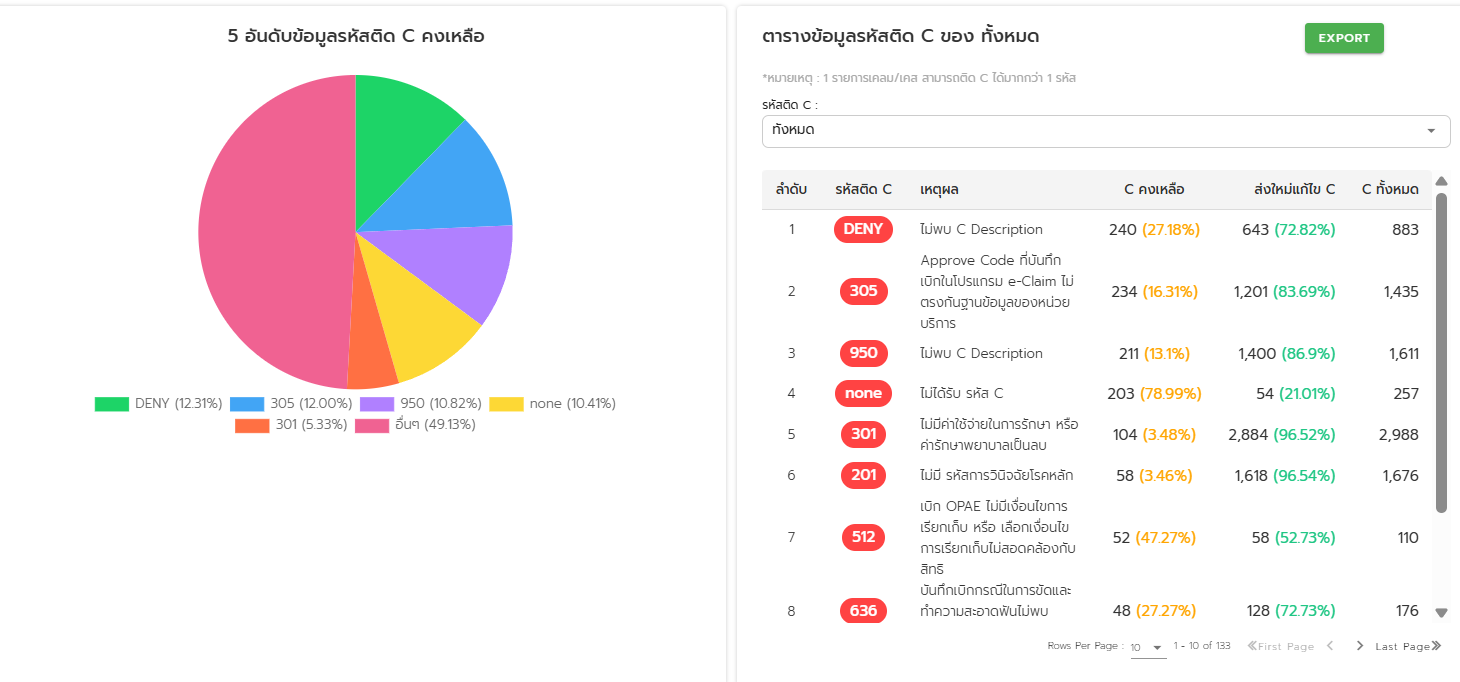 5 อันดับข้อมูลรหัสติด C คงเหลือ
DENY (12.31%) 305 (12.00%) 950 (10.82%) none (10.41%)
301 (5.33%) อื่นๆ (49.13%)
ตารางข้อมูลรหัสติด C ของ ทั้งหมด
EXPORT
*หมายเหตุ : 1 รายการเคลม/เคส สามารถติด C ได้มากกว่า 1 รหัส
รหัสติด C :
ทั้งหมด
ลำดับ รหัสติด C เหตุผล C คงเหลือ ส่งใหม่แก้ไข C C ทั้งหมด
1 DENY ไม่พบ C Description 240 (27.18%) 643 (72.82%) 883
Approve Code ที่บันทึก
เบิกในโปรแกรม e-Claim ไม่
2 305 234 (16.31%) 1,201 (83.69%) 1,435
ตรงกันฐานข้อมูลของหน่วย
บริการ
3 950 ไม่พบ C Description 211 (13.1%) 1,400 (86.9%) 1,611
4 none ไม่ได้รับ รหัส C 203 (78.99%) 54 (21.01%) 257
ไม่มีค่าใช้จ่ายในการรักษา หรือ
5 301 104 (3.48%) 2,884 (96.52%) 2,988
ค่ารักษาพยาบาลเป็นลบ
6 201 ไม่มี รหัสการวินิจฉัยโรคหลัก 58 (3.46%) 1,618 (96.54%) 1,676
เบิก OPAE ไม่มีเงื่อนไขการ
เรียกเก็บ หรือ เลือกเงื่อนไข
7 512 52 (47.27%) 58 (52.73%) 110
การเรียกเก็บไม่สอดคล้องกับ
สิทธิ
บันทึกเบิกกรณีในการขัดและ
8 636 ทำความสะอาดฟันไม่พบ 48 (27.27%) 128 (72.73%) 176
Rows Per Page : 10 1 - 10 of 133 First Page Last Page